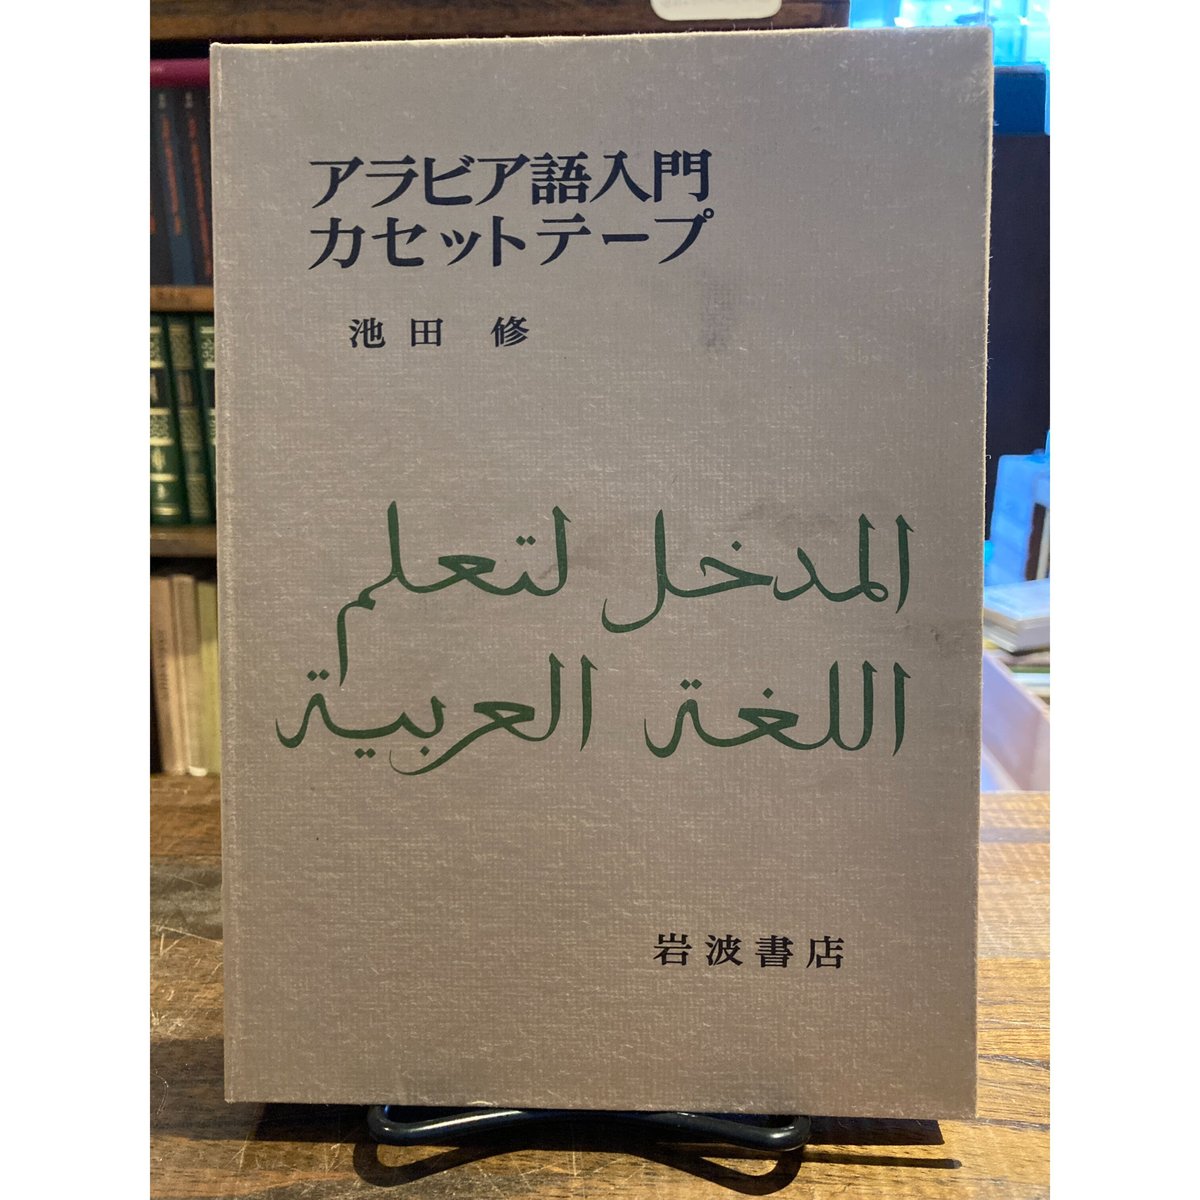 アラビア語入門
カセットテープ
池田 修
المدخل لتعلم
اللغة العربية
岩波書店